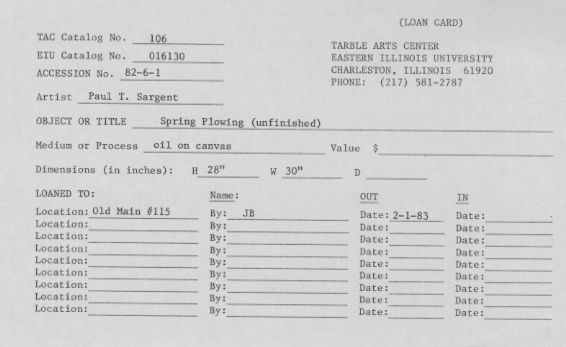 (LOAN CARD)
TAC Catalog No. 106
EIU Catalog No. 016130
ACCESSION No. 82-6-1
TARBLE ARTS CENTER
EASTERN ILLINOIS UNIVERSITY
CHARLESTON, ILLINOIS 61920
PHONE: (217) 581-2787
Artist Paul T. Sargent
OBJECT OR TITLE Spring Plowing (unfinished)
Medium or Process oil on canvas Value $
Dimensions (in inches): H 28" W 30" D
LOANED TO: Name: OUT IN
Location: Old Main #115 By: JB Date: 2-1-83 Date:
Location: By: Date: Date:
Location: By: Date: Date:
Location: By: Date: Date:
Location: By: Date: Date:
Location: By: Date: Date:
Location: By: Date: Date:
Location: By: Date: Date:
Location: By: Date: Date: